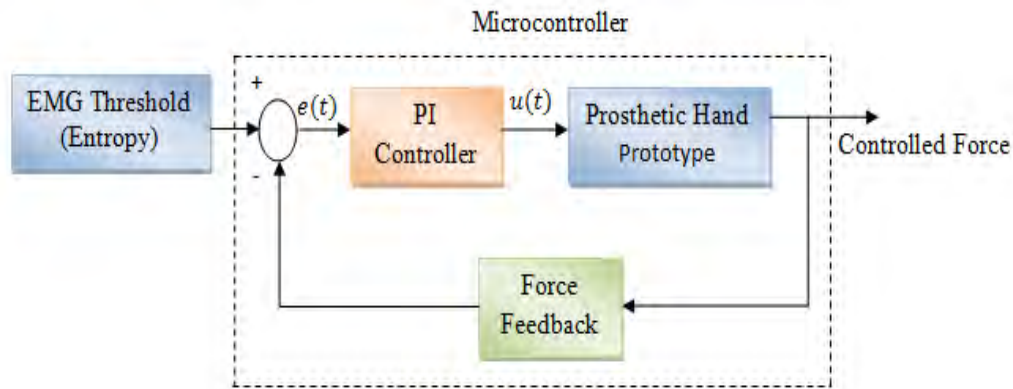 Microcontroller
EMG Threshold
(Entropy)
+
e(t)
PI
Controller
u(t)
Prosthetic Hand
Prototype
Controlled Force
-
Force
Feedback